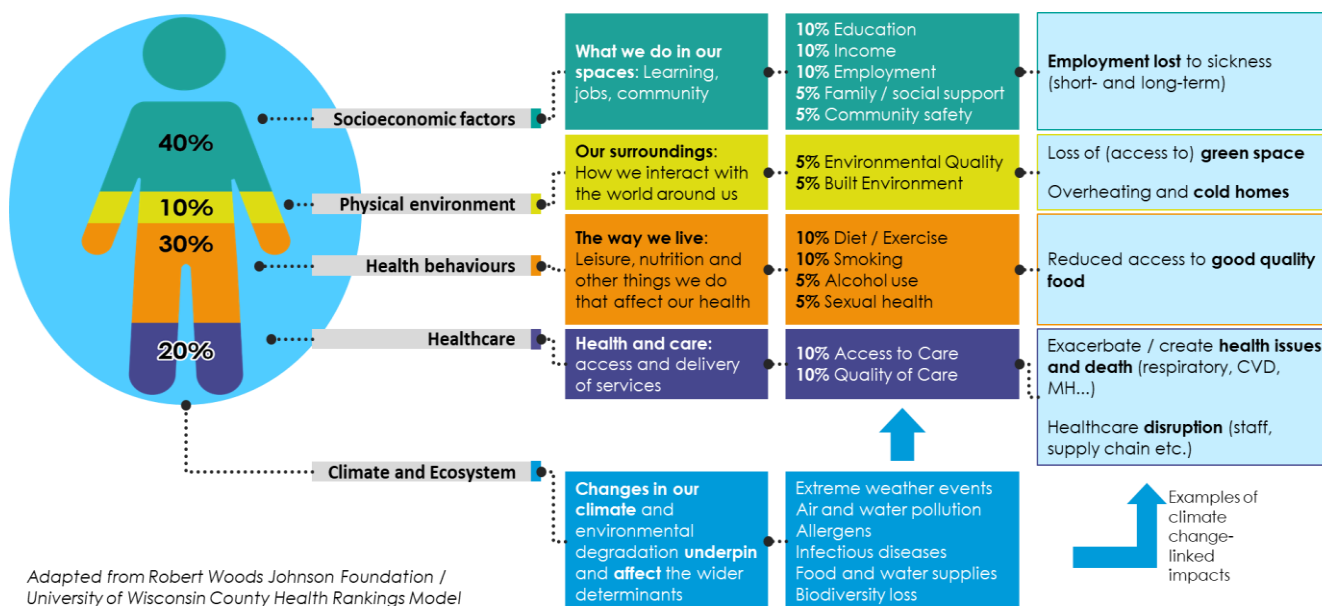 40%
10%
30%
20%
Socioeconomic factors
What we do in our
spaces: Learning,
jobs, community
10% Education
10% Income
10% Employment
5% Family / social support
5% Community safety
Employment lost to sickness
(short- and long-term)
Physical environment
Our surroundings:
How we interact with
the world around us
5% Environmental Quality
5% Built Environment
Loss of (access to) green space
Overheating and cold homes
Health behaviours
The way we live:
Leisure, nutrition and
other things we do
that affect our health
10% Diet / Exercise
10% Smoking
5% Alcohol use
5% Sexual health
Reduced access to good quality
food
Healthcare
Health and care:
access and delivery
of services
10% Access to Care
10% Quality of Care
Exacerbate / create health issues
and death (respiratory, CVD,
MH...)
Healthcare disruption (staff,
supply chain etc.)
Climate and Ecosystem
Changes in our
climate and
environmental
degradation underpin
and affect the wider
determinants
Extreme weather events
Air and water pollution
Allergens
Infectious diseases
Food and water supplies
Biodiversity loss
Examples of
climate
change-
linked
impacts
Adapted from Robert Woods Johnson Foundation /
University of Wisconsin County Health Rankings Model